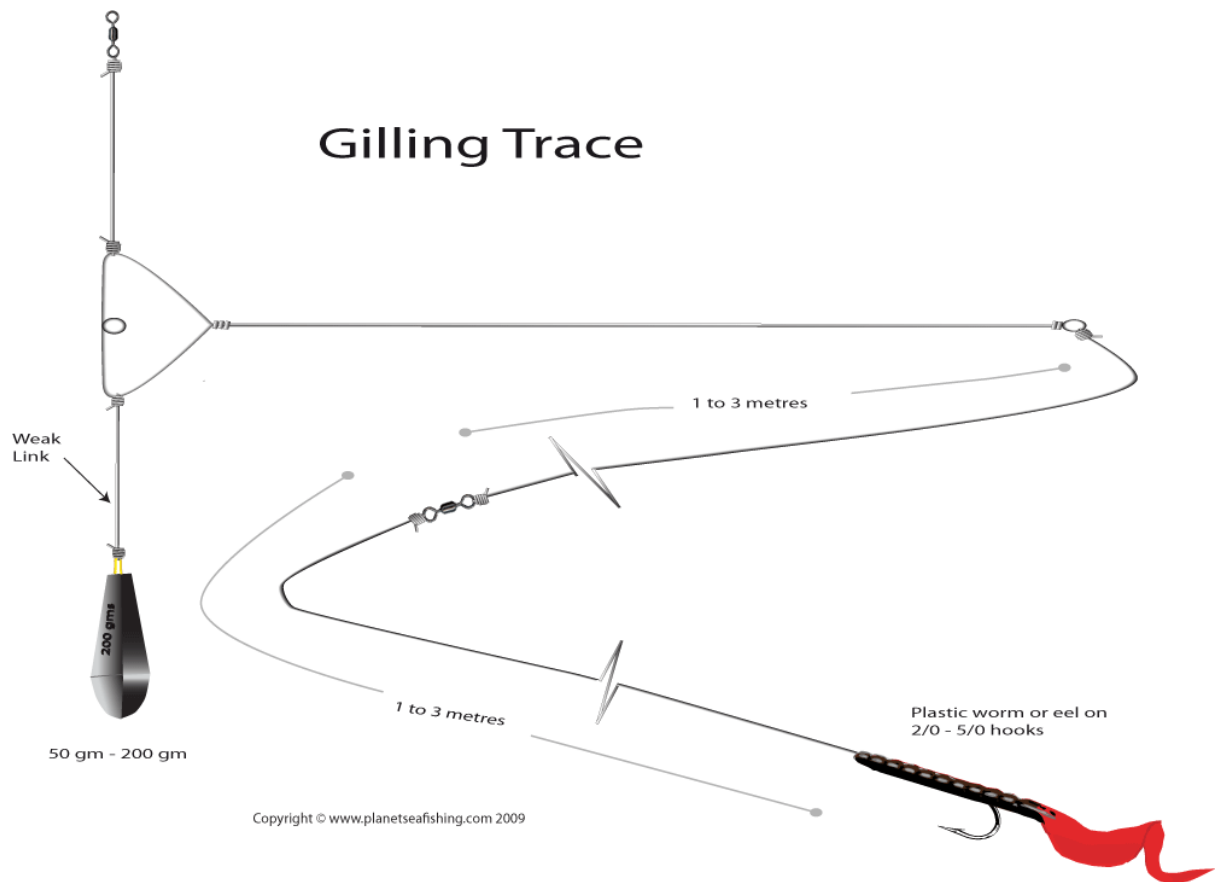 Gilling Trace
1 to 3 metres
Weak
Link
200 gms
1 to 3 metres
Plastic worm or eel on
2/0 - 5/0 hooks
50 gm - 200 gm
Copyright © www.planetseafishing.com 2009